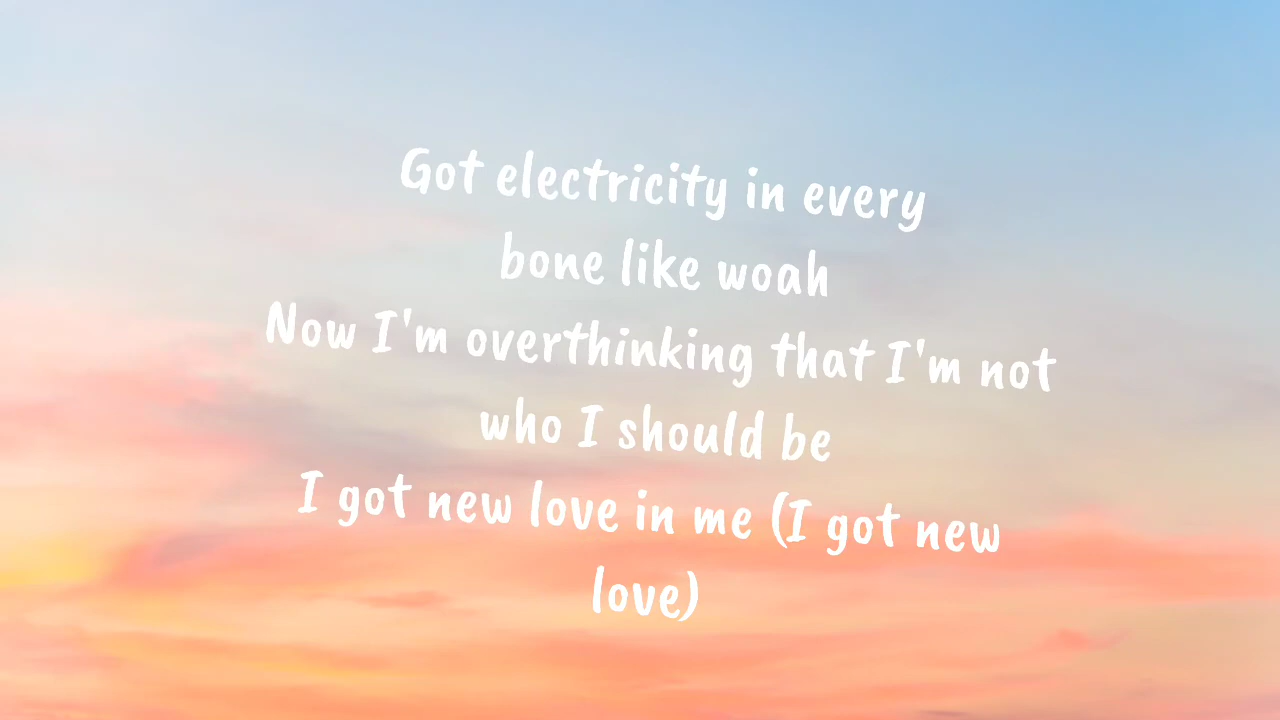 Got electricity in every
bone like woah
Now I'm overthinking that I'm not
who I should be
I got new love in me (I got new
love)